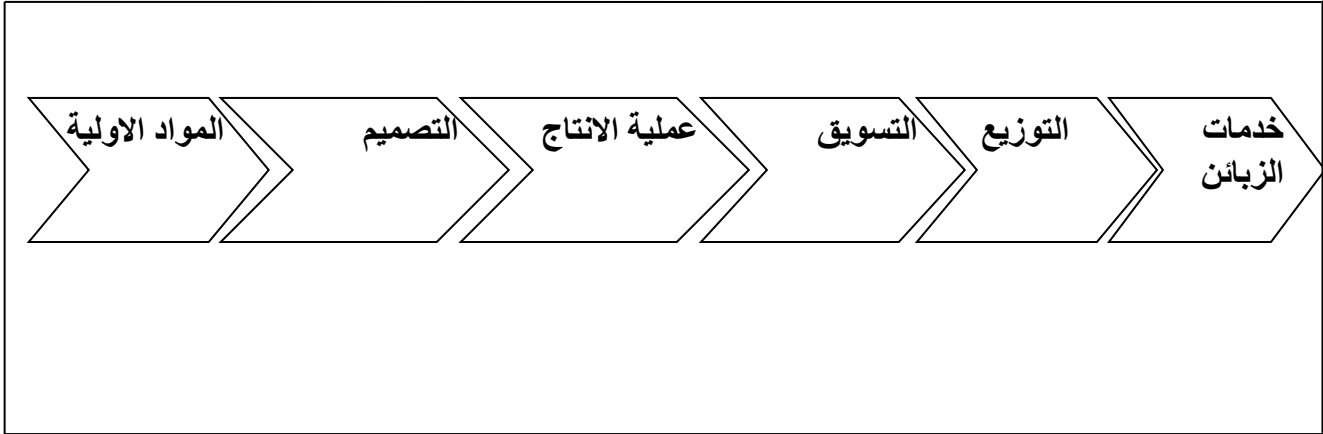 المواد الاولية
التصميم
عملية الانتاج
التسويق
التوزيع
خدمات
الزبائن